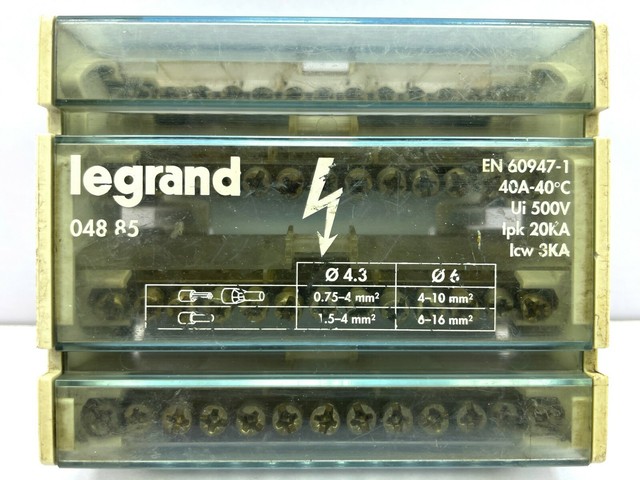 legrand
048 85
EN 60947-1
40A-40°C
Ui 500V
Ipk 20KA
Icw 3KA
Ø 4.3 Ø 6
0.75–4 mm² 4–10 mm²
1.5–4 mm² 6–16 mm²